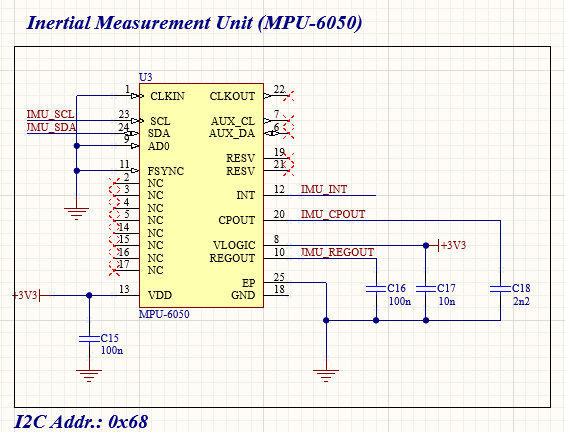 Inertial Measurement Unit (MPU-6050)
U3
1 CLKIN CLKOUT 22
IMU_SCL 23 SCL AUX_CL 7
IMU_SDA 24 SDA AUX_DA 6
9 AD0
RESV 19
11 FSYNC RESV 21
2 NC
3 NC INT 12 IMU_INT
4 NC
5 NC CPOUT 20 IMU_CPOUT
14 NC
15 NC VLOGIC 8 +3V3
16 NC REGOUT 10 IMU_REGOUT
17 NC
EP 25
+3V3 13 VDD GND 18
C16
100n
C17
10n
C18
2n2
MPU-6050
C15
100n
I2C Addr.: 0x68